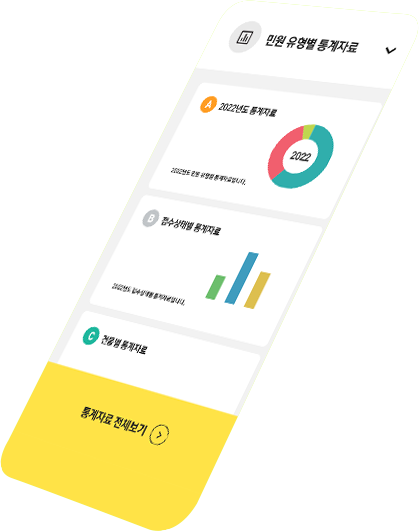 민원 유형별 통계자료
A 2022년도 통계자료
2022
2022년도 민원 유형별 통계자료입니다.
B 접수상태별 통계자료
2022년도 접수상태별 통계자료입니다.
C 건물별 통계자료
통계자료 전체보기